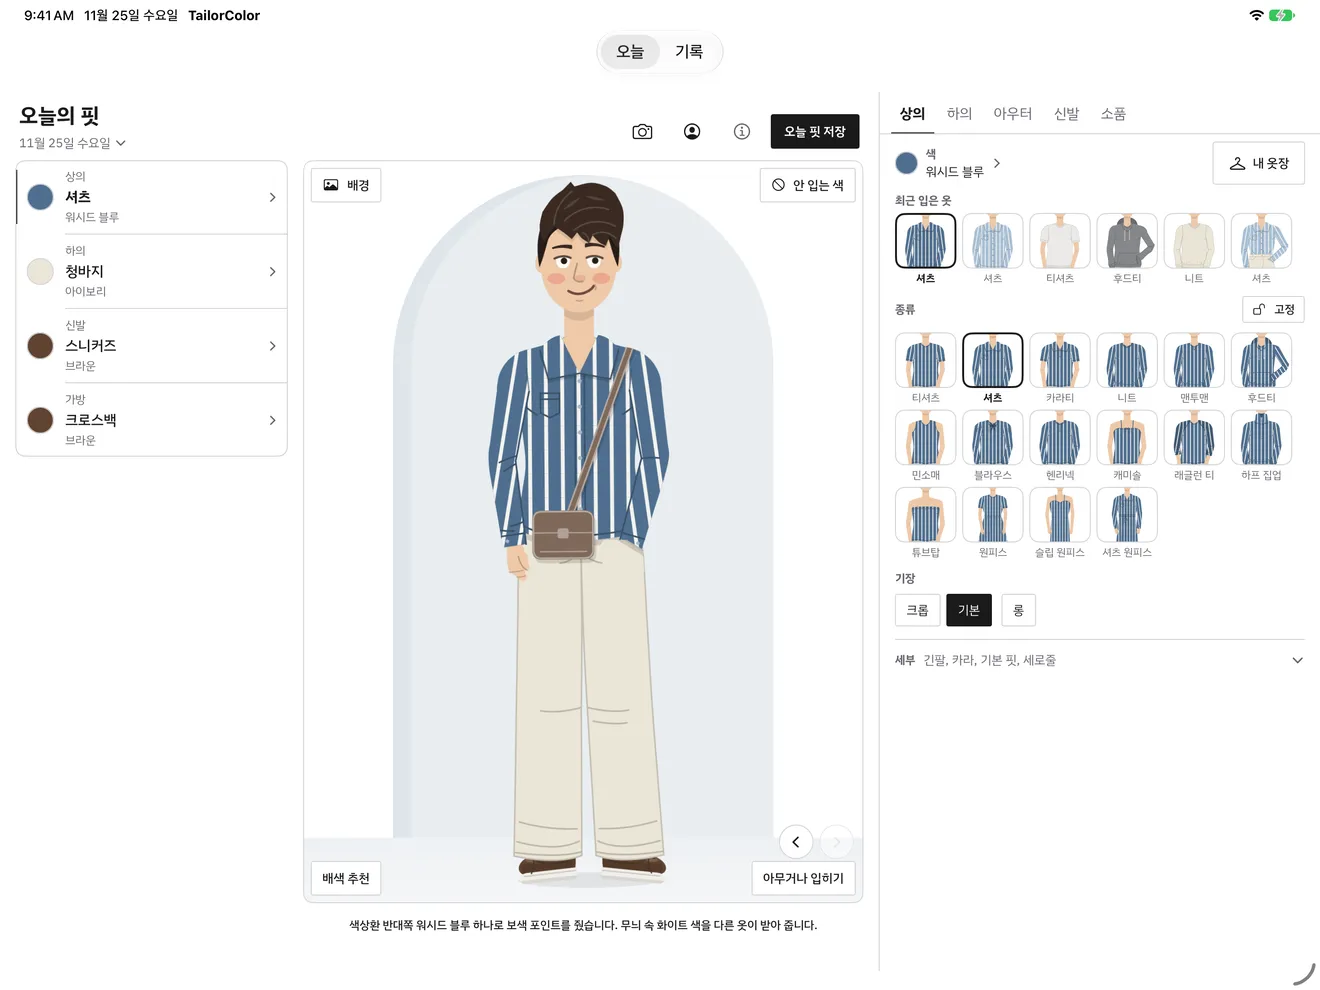 9:41 AM 11월 25일 수요일 TailorColor
오늘 기록
오늘의 핏
11월 25일 수요일
오늘 핏 저장
상의
셔츠
워시드 블루
하의
청바지
아이보리
신발
스니커즈
브라운
가방
크로스백
브라운
배경
안 입는 색
배색 추천
아무거나 입히기
색상환 반대쪽 워시드 블루 하나로 보색 포인트를 줬습니다. 무늬 속 화이트 색을 다른 옷이 받아 줍니다.
상의 하의 아우터 신발 소품
색
워시드 블루
내 옷장
최근 입은 옷
셔츠 셔츠 티셔츠 후드티 니트 셔츠
종류
고정
티셔츠 셔츠 카라티 니트 맨투맨 후드티
민소매 블라우스 헨리넥 캐미솔 래글런 티 하프 집업
튜브탑 원피스 슬립 원피스 셔츠 원피스
기장
크롭 기본 롱
세부 긴팔, 카라, 기본 핏, 세로줄